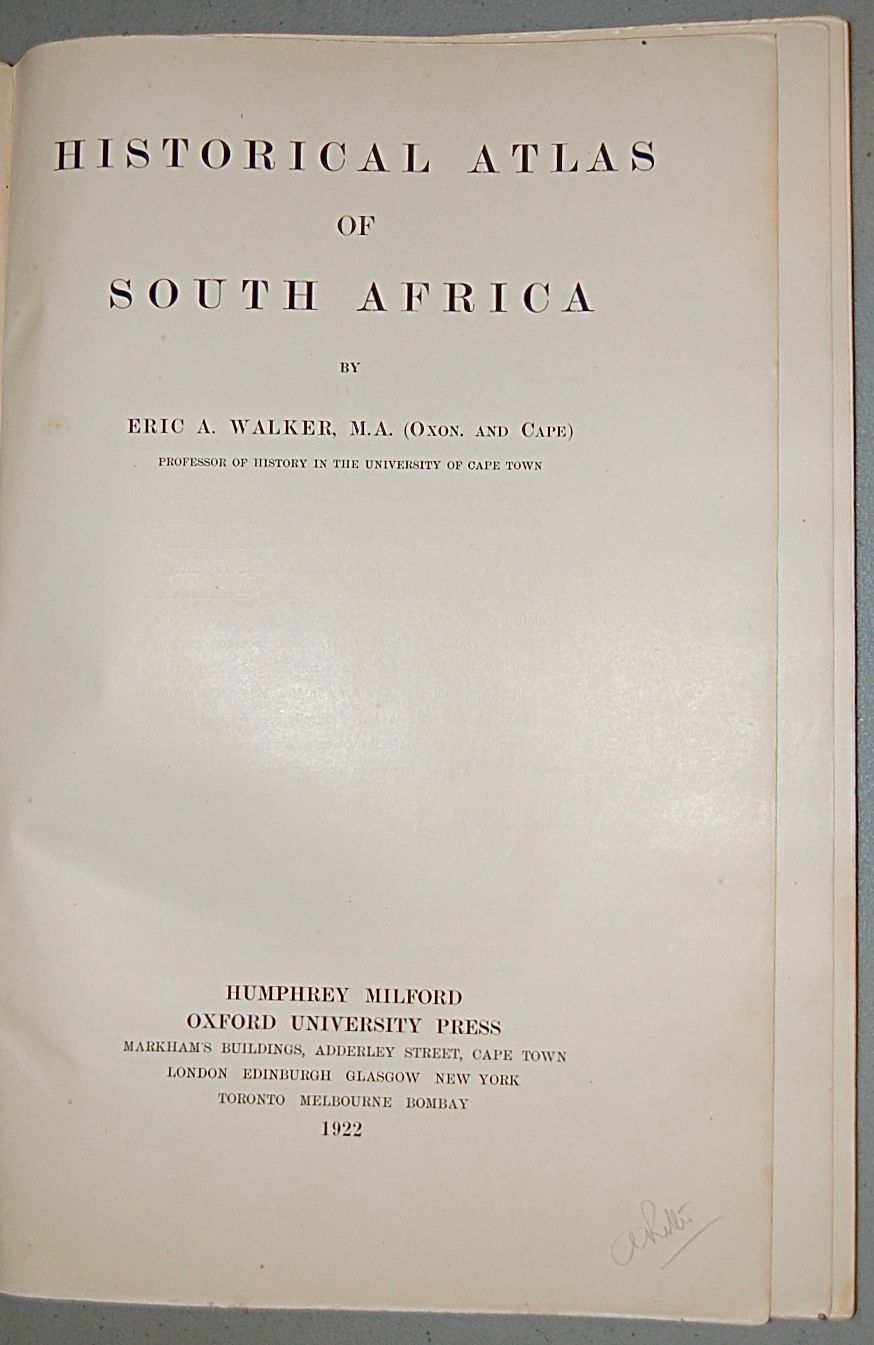 HISTORICAL ATLAS
OF
SOUTH AFRICA
BY
ERIC A. WALKER, M.A. (OXON. AND CAPE)
PROFESSOR OF HISTORY IN THE UNIVERSITY OF CAPE TOWN
HUMPHREY MILFORD
OXFORD UNIVERSITY PRESS
MARKHAM'S BUILDINGS, ADDERLEY STREET, CAPE TOWN
LONDON EDINBURGH GLASGOW NEW YORK
TORONTO MELBOURNE BOMBAY
1922